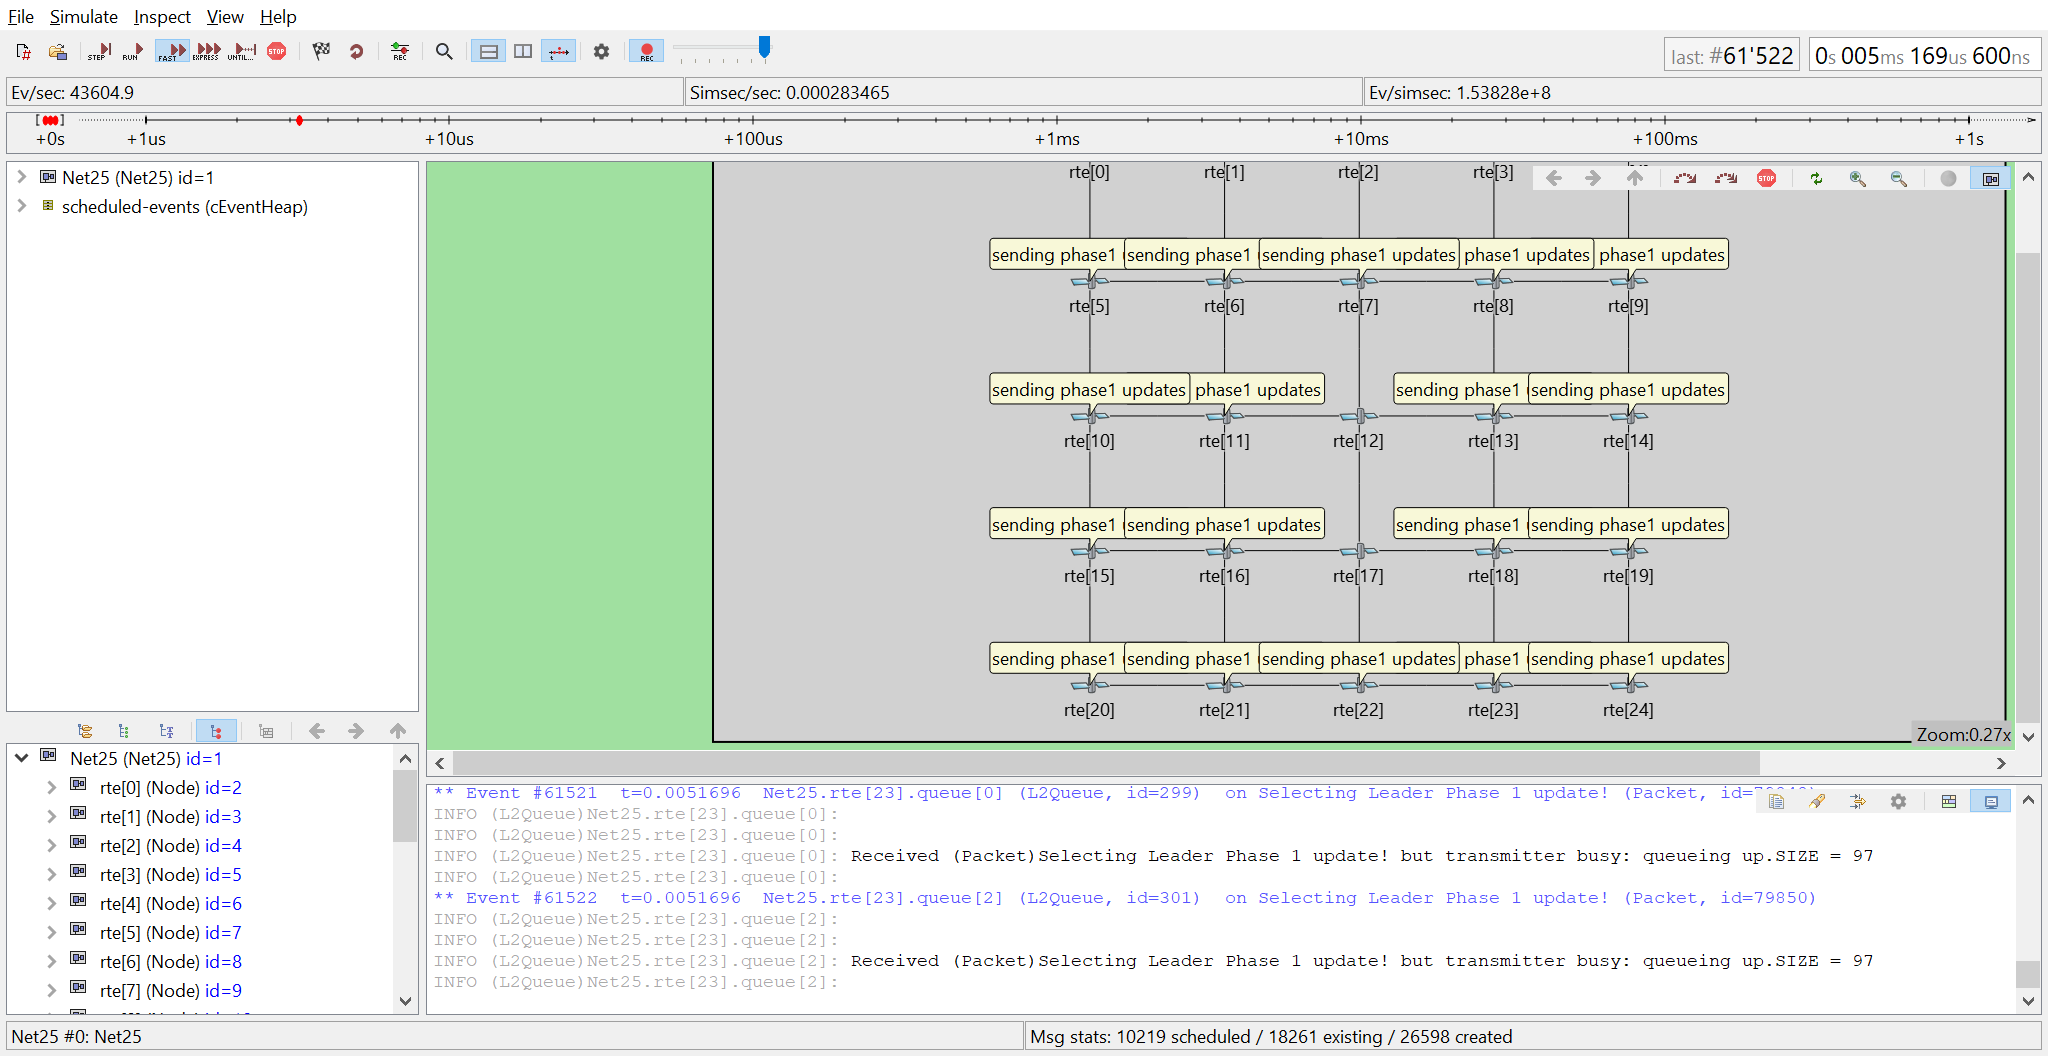 File Simulate Inspect View Help
STEP RUN FAST EXPRESS UNTIL... STOP REC REC
last: #61'522 0s 005ms 169us 600ns
Ev/sec: 43604.9 Simsec/sec: 0.000283465 Ev/simsec: 1.53828e+8
+0s +1us +10us +100us +1ms +10ms +100ms +1s
Net25 (Net25) id=1
scheduled-events (cEventHeap)
rte[0] rte[1] rte[2] rte[3]
STOP
sending phase1 sending phase1 sending phase1 updates phase1 updates phase1 updates
rte[5] rte[6] rte[7] rte[8] rte[9]
sending phase1 updates phase1 updates sending phase1 sending phase1 updates
rte[10] rte[11] rte[12] rte[13] rte[14]
sending phase1 sending phase1 updates sending phase1 sending phase1 updates
rte[15] rte[16] rte[17] rte[18] rte[19]
sending phase1 sending phase1 sending phase1 updates phase1 sending phase1 updates
rte[20] rte[21] rte[22] rte[23] rte[24]
Zoom:0.27x
Net25 (Net25) id=1
rte[0] (Node) id=2
rte[1] (Node) id=3
rte[2] (Node) id=4
rte[3] (Node) id=5
rte[4] (Node) id=6
rte[5] (Node) id=7
rte[6] (Node) id=8
rte[7] (Node) id=9
** Event #61521 t=0.0051696 Net25.rte[23].queue[0] (L2Queue, id=299) on Selecting Leader Phase 1 update! (Packet,
INFO (L2Queue)Net25.rte[23].queue[0]:
INFO (L2Queue)Net25.rte[23].queue[0]:
INFO (L2Queue)Net25.rte[23].queue[0]: Received (Packet)Selecting Leader Phase 1 update! but transmitter busy: queueing up.SIZE = 97
INFO (L2Queue)Net25.rte[23].queue[0]:
** Event #61522 t=0.0051696 Net25.rte[23].queue[2] (L2Queue, id=301) on Selecting Leader Phase 1 update! (Packet, id=79850)
INFO (L2Queue)Net25.rte[23].queue[2]:
INFO (L2Queue)Net25.rte[23].queue[2]:
INFO (L2Queue)Net25.rte[23].queue[2]: Received (Packet)Selecting Leader Phase 1 update! but transmitter busy: queueing up.SIZE = 97
INFO (L2Queue)Net25.rte[23].queue[2]:
Net25 #0: Net25 Msg stats: 10219 scheduled / 18261 existing / 26598 created